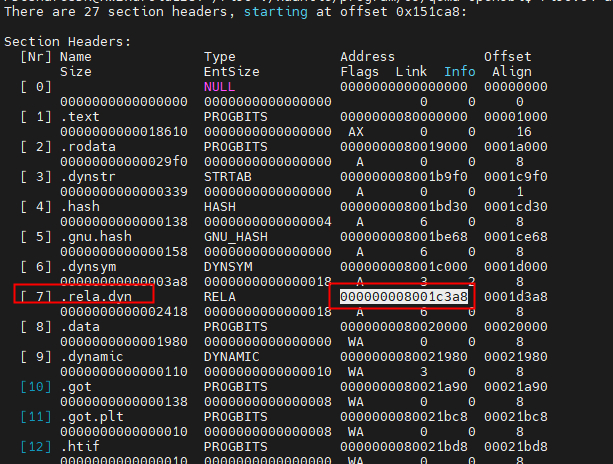 There are 27 section headers, starting at offset 0x151ca8:
Section Headers:
[Nr] Name Type Address Offset
Size EntSize Flags Link Info Align
[ 0] NULL 0000000000000000 00000000
0000000000000000 0000000000000000 0 0 0
[ 1] .text PROGBITS 0000000080000000 00001000
0000000000018610 0000000000000000 AX 0 0 16
[ 2] .rodata PROGBITS 0000000080019000 0001a000
00000000000029f0 0000000000000000 A 0 0 8
[ 3] .dynstr STRTAB 000000008001b9f0 0001c9f0
0000000000000339 0000000000000000 A 0 0 1
[ 4] .hash HASH 000000008001bd30 0001cd30
0000000000000138 0000000000000004 A 6 0 8
[ 5] .gnu.hash GNU_HASH 000000008001be68 0001ce68
0000000000000158 0000000000000000 A 6 0 8
[ 6] .dynsym DYNSYM 000000008001c000 0001d000
00000000000003a8 0000000000000018 A 3 2 8
[ 7] .rela.dyn RELA 000000008001c3a8 0001d3a8
0000000000002418 0000000000000018 A 6 0 8
[ 8] .data PROGBITS 0000000080020000 00020000
0000000000001980 0000000000000000 WA 0 0 8
[ 9] .dynamic DYNAMIC 0000000080021980 00021980
0000000000000110 0000000000000010 WA 3 0 8
[10] .got PROGBITS 0000000080021a90 00021a90
0000000000000138 0000000000000008 WA 0 0 8
[11] .got.plt PROGBITS 0000000080021bc8 00021bc8
0000000000000010 0000000000000008 WA 0 0 8
[12] .htif PROGBITS 0000000080021bd8 00021bd8
0000000000000010 0000000000000000 WA 0 0 8